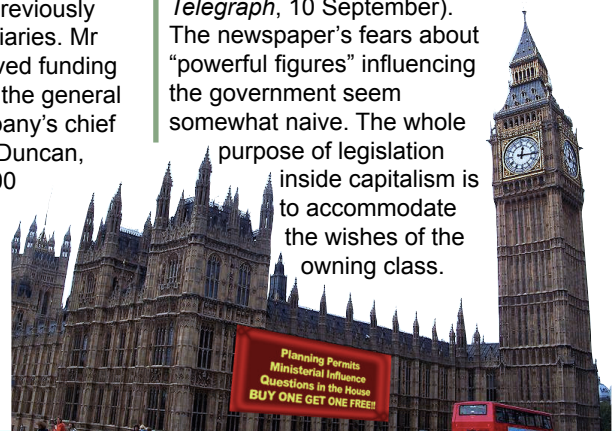 reviously
iaries. Mr
ved funding
the general
pany's chief
Duncan,
00
Telegraph, 10 September).
The newspaper's fears about
“powerful figures” influencing
the government seem
somewhat naive. The whole
purpose of legislation
inside capitalism is
to accommodate
the wishes of the
owning class.
Planning Permits
Ministerial Influence
Questions in the House
BUY ONE GET ONE FREE!!